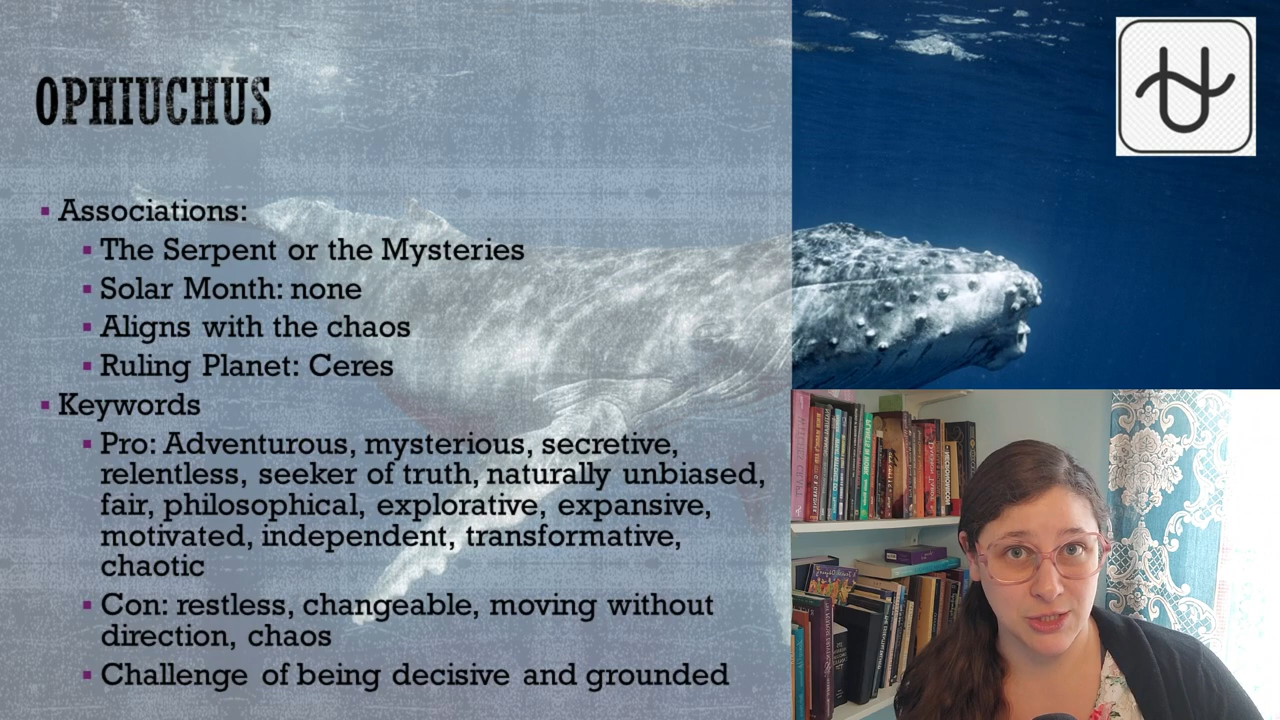 OPHIUCHUS
Associations:
The Serpent or the Mysteries
Solar Month: none
Aligns with the chaos
Ruling Planet: Ceres
Keywords
Pro: Adventurous, mysterious, secretive,
relentless, seeker of truth, naturally unbiased,
fair, philosophical, explorative, expansive,
motivated, independent, transformative,
chaotic
Con: restless, changeable, moving without
direction, chaos
Challenge of being decisive and grounded
NECRONOMICON